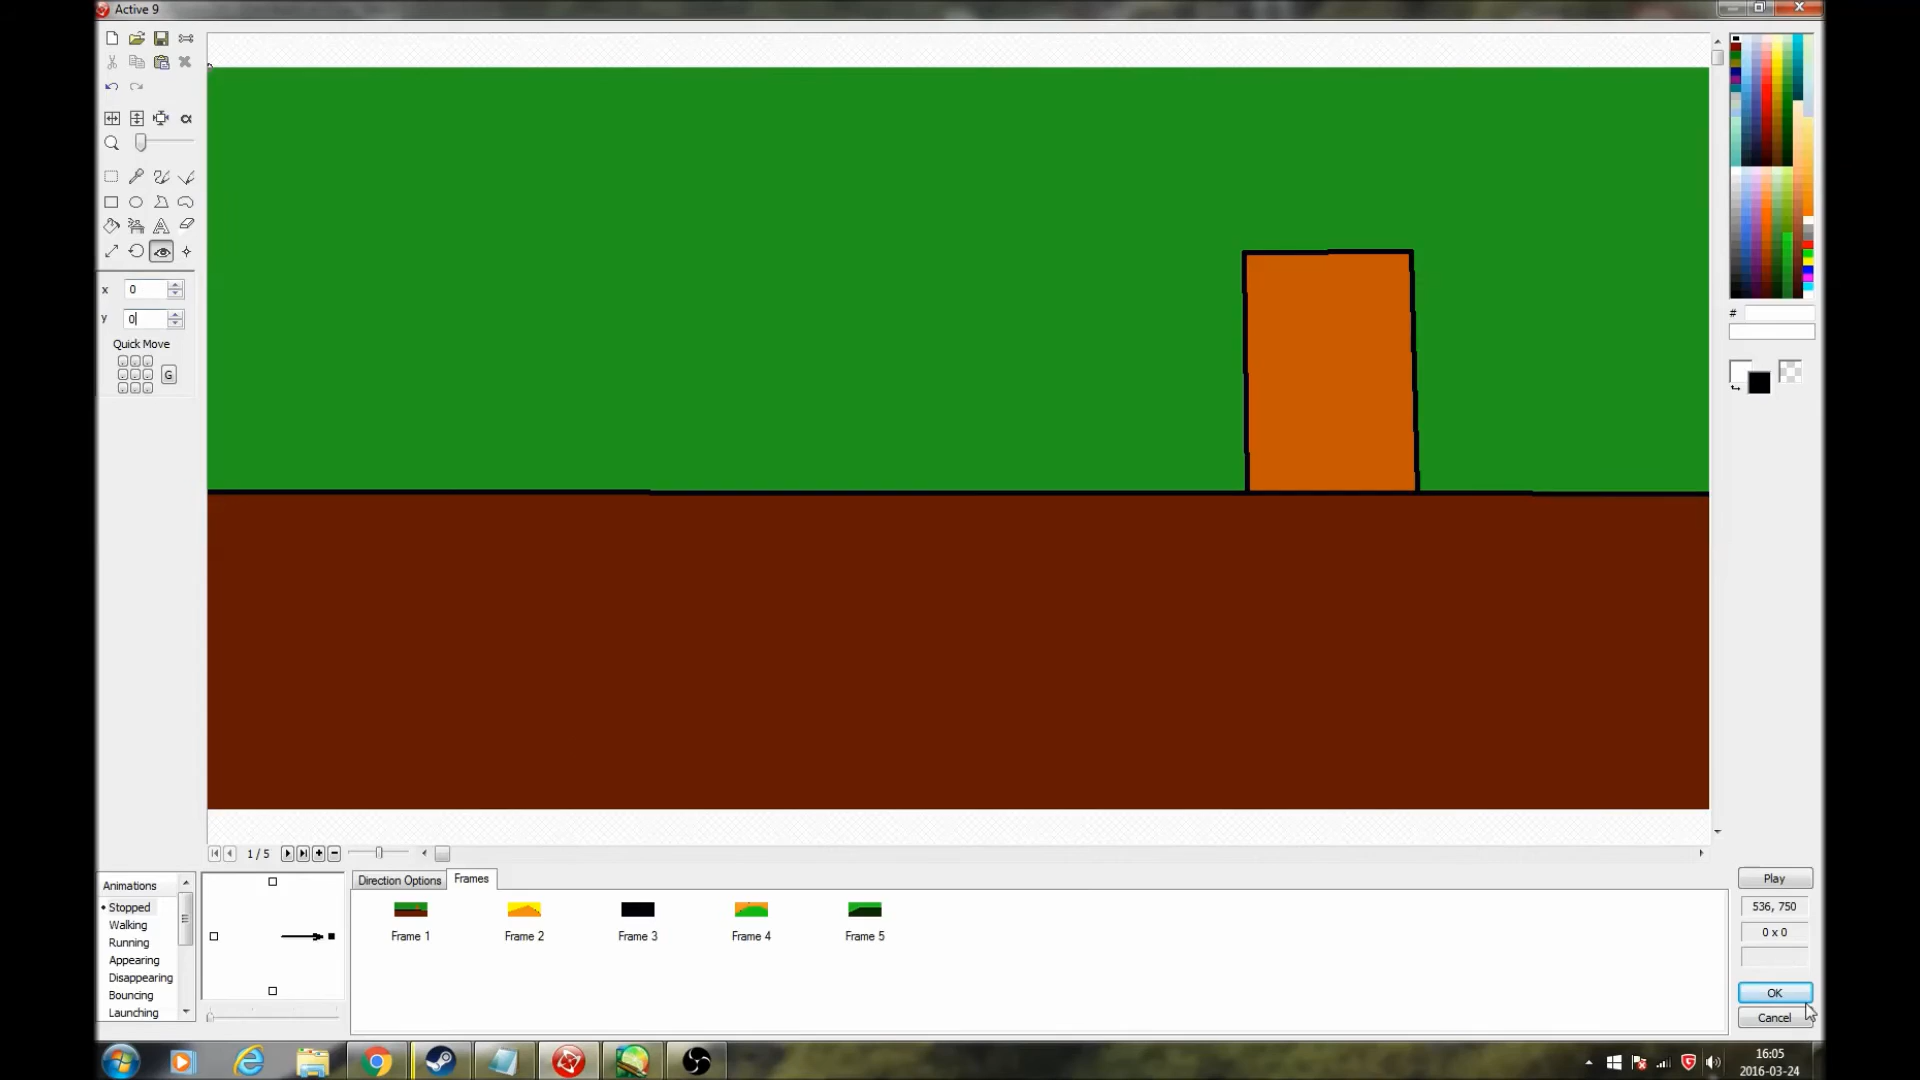 Active 9
α
x 0
y 0
Quick Move
G
#
1 / 5
Animations
Stopped
Walking
Running
Appearing
Disappearing
Bouncing
Launching
Direction Options
Frames
Frame 1
Frame 2
Frame 3
Frame 4
Frame 5
Play
536, 750
0 x 0
OK
Cancel
16:05
2016-03-24